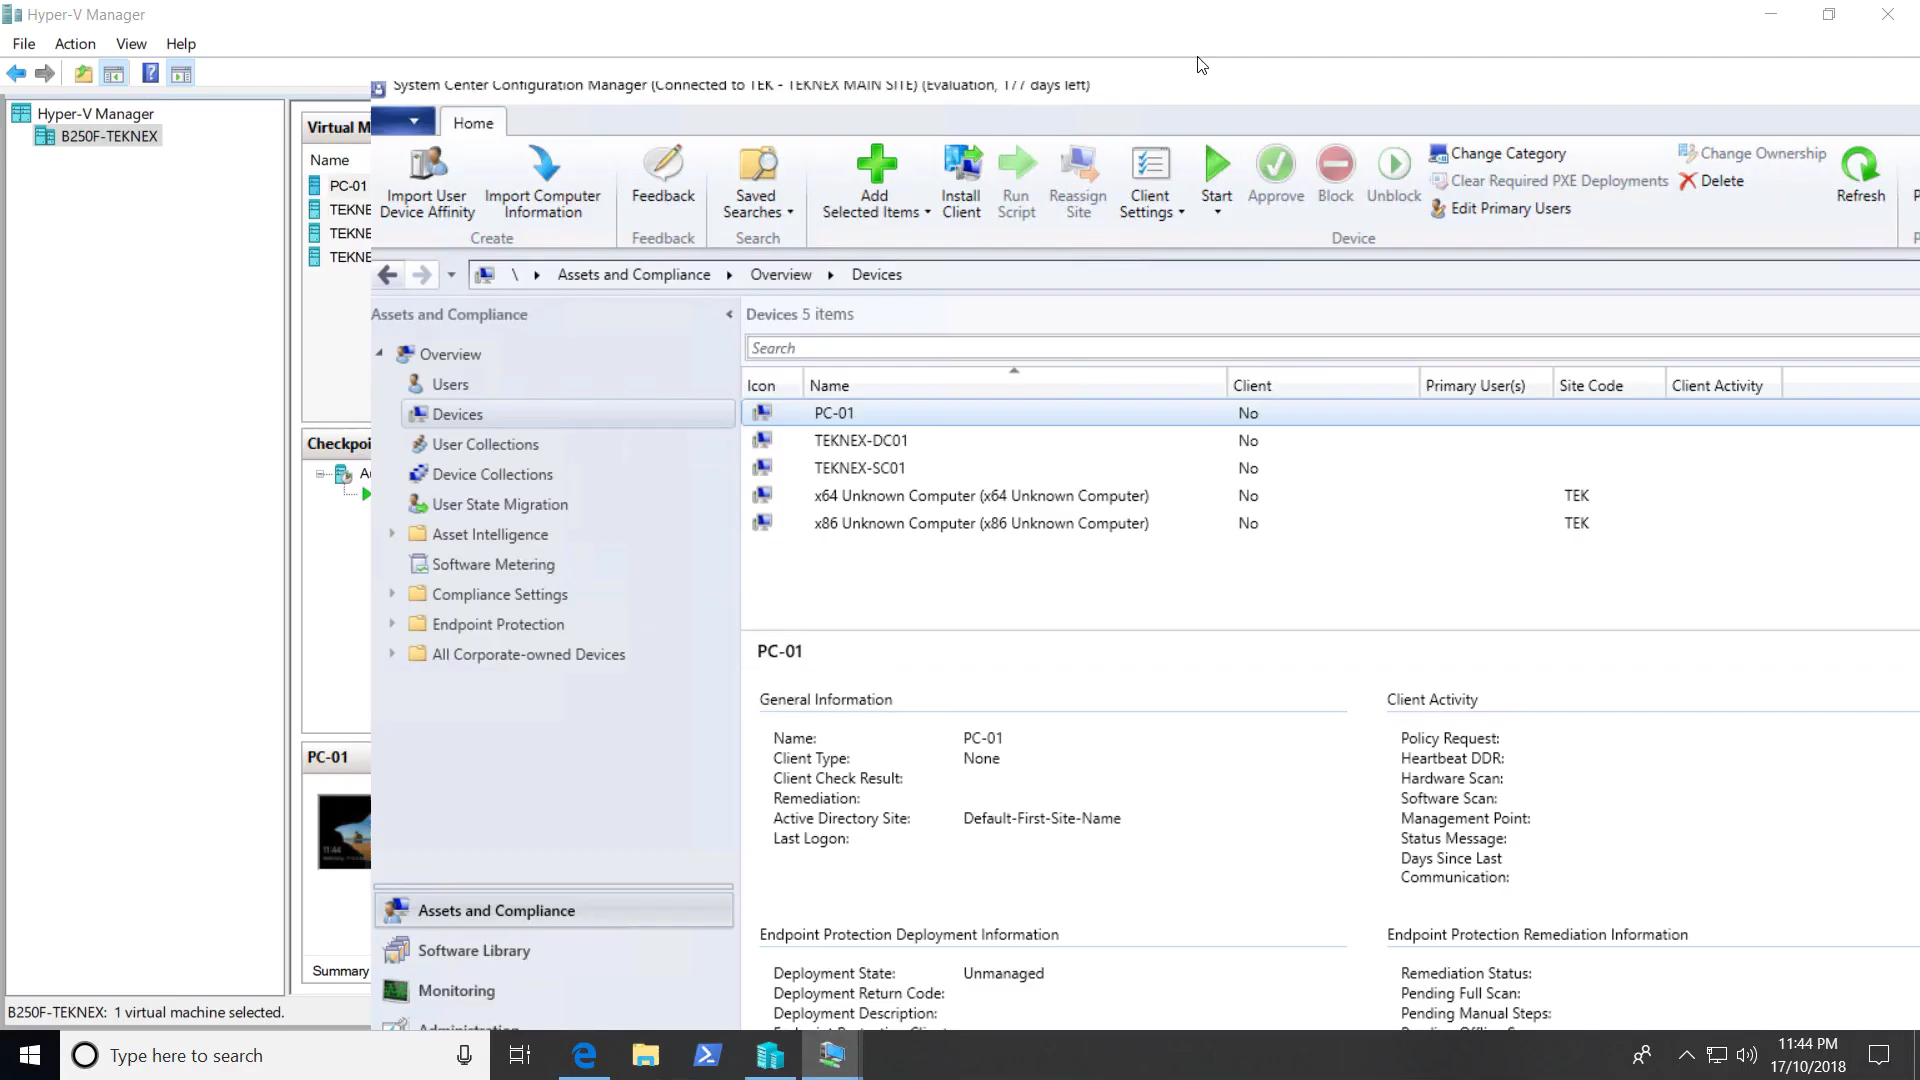 Hyper-V Manager
File Action View Help
Hyper-V Manager
B250F-TEKNEX
Virtual M
Name
PC-01
TEKNE
TEKNE
TEKNE
Checkpoi
PC-01
11:44
Summary
B250F-TEKNEX: 1 virtual machine selected.
System Center Configuration Manager (Connected to TEK - TEKNEX MAIN SITE) (Evaluation, 177 days left)
Home
Import User
Device Affinity
Import Computer
Information
Create
Feedback
Feedback
Saved
Searches
Search
Add
Selected Items
Install
Client
Run
Script
Reassign
Site
Client
Settings
Start
Approve
Block
Unblock
Change Category
Clear Required PXE Deployments
Edit Primary Users
Change Ownership
Delete
Device
Refresh
\ Assets and Compliance Overview Devices
Assets and Compliance
Overview
Users
Devices
User Collections
Device Collections
User State Migration
Asset Intelligence
Software Metering
Compliance Settings
Endpoint Protection
All Corporate-owned Devices
Assets and Compliance
Software Library
Monitoring
Administration
Devices 5 items
Search
Icon Name Client Primary User(s) Site Code Client Activity
PC-01 No
TEKNEX-DC01 No
TEKNEX-SC01 No
x64 Unknown Computer (x64 Unknown Computer) No TEK
x86 Unknown Computer (x86 Unknown Computer) No TEK
PC-01
General Information
Name: PC-01
Client Type: None
Client Check Result:
Remediation:
Active Directory Site: Default-First-Site-Name
Last Logon:
Client Activity
Policy Request:
Heartbeat DDR:
Hardware Scan:
Software Scan:
Management Point:
Status Message:
Days Since Last
Communication:
Endpoint Protection Deployment Information
Deployment State: Unmanaged
Deployment Return Code:
Deployment Description:
Endpoint Protection Remediation Information
Remediation Status:
Pending Full Scan:
Pending Manual Steps:
Type here to search
11:44 PM
17/10/2018